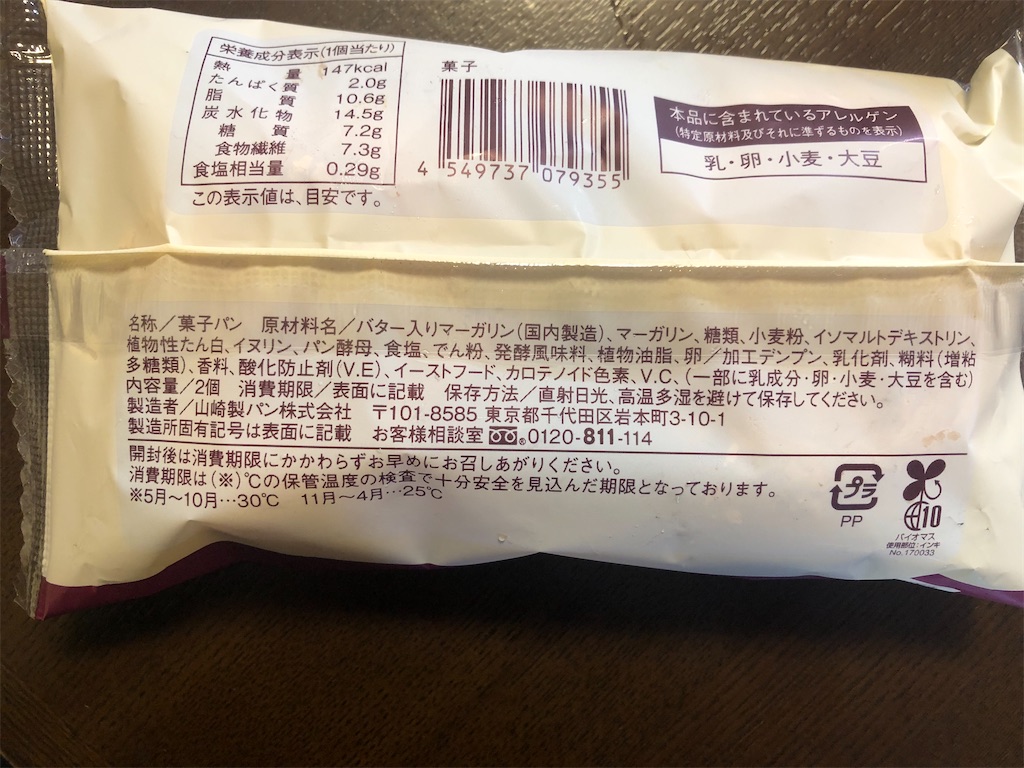 栄養成分表示(1個当たり)
熱量 147kcal
たんぱく質 2.0g
脂質 10.6g
炭水化物 14.5g
糖質 7.2g
食物繊維 7.3g
食塩相当量 0.29g
この表示値は、目安です。
菓子
4 549737 079355
本品に含まれているアレルゲン
(特定原材料及びそれに準ずるものを表示)
乳・卵・小麦・大豆
名称/菓子パン 原材料名/バター入りマーガリン(国内製造)、マーガリン、糖類、小麦粉、イソマルトデキストリン、
植物性たん白、イヌリン、パン酵母、食塩、でん粉、発酵風味料、植物油脂、卵/加工デンプン、乳化剤、糊料(増粘
多糖類)、香料、酸化防止剤(V.E)、イーストフード、カロテノイド色素、V.C、(一部に乳成分・卵・小麦・大豆を含む)
内容量/2個 消費期限/表面に記載 保存方法/直射日光、高温多湿を避けて保存してください。
製造者/山崎製パン株式会社 〒101-8585 東京都千代田区岩本町3-10-1
製造所固有記号は表面に記載 お客様相談室 0120-811-114
開封後は消費期限にかかわらずお早めにお召しあがりください。
消費期限は(※)℃の保管温度の検査で十分安全を見込んだ期限となっております。
※5月〜10月…30℃ 11月〜4月…25℃
プラ
PP
10
バイオマス
使用部位:インキ
No.170033